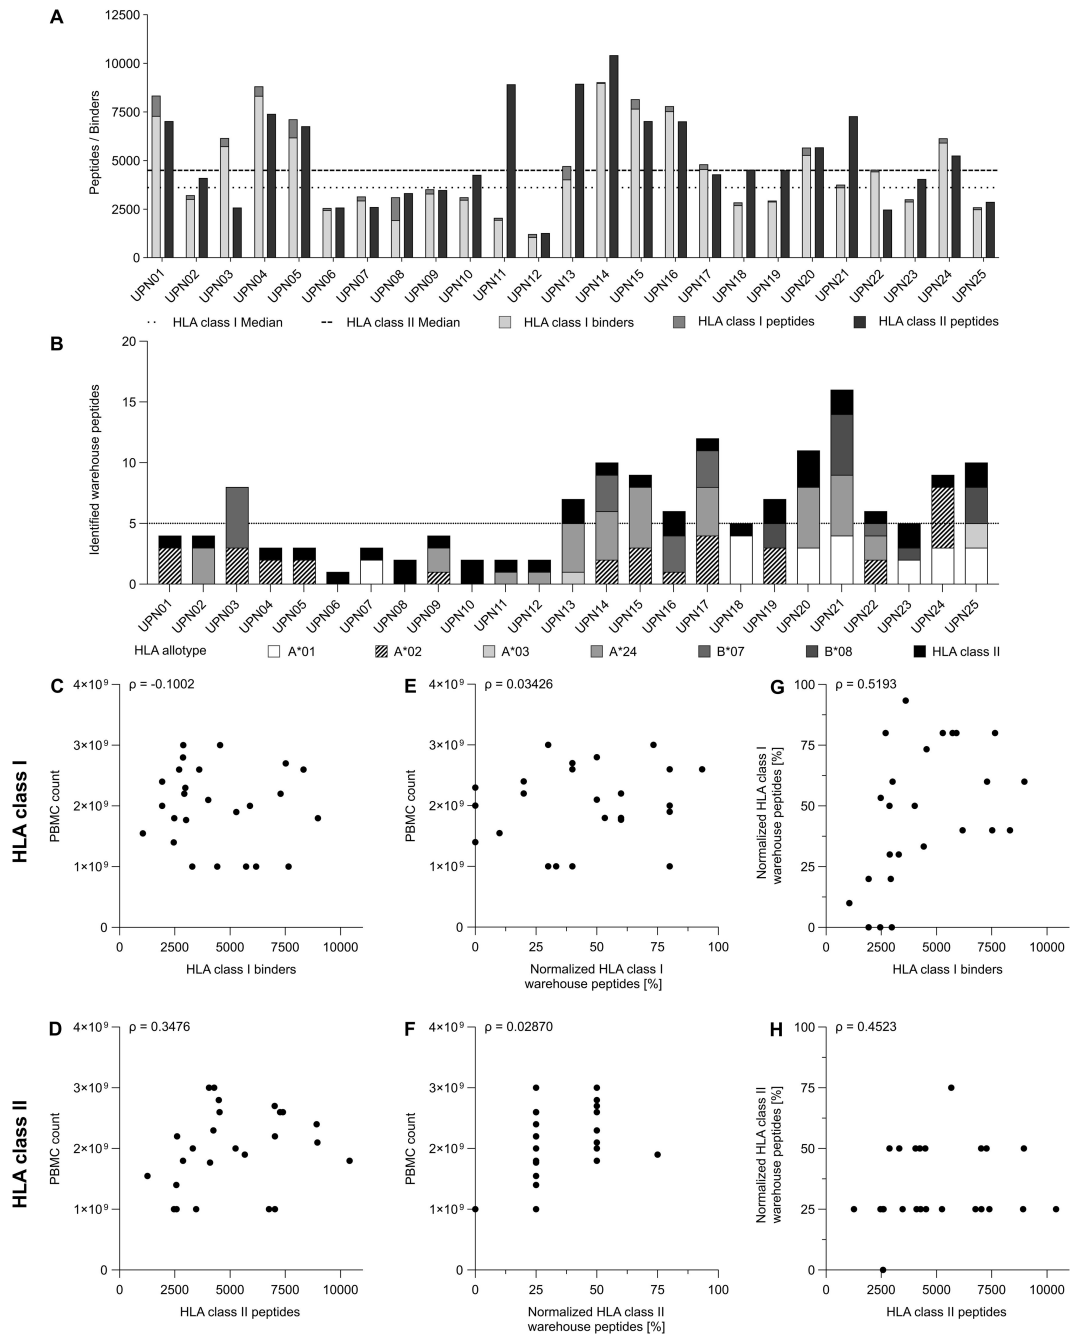 A
12500
10000
7500
5000
2500
0
Peptides / Binders
UPN01 UPN02 UPN03 UPN04 UPN05 UPN06 UPN07 UPN08 UPN09 UPN10 UPN11 UPN12 UPN13 UPN14 UPN15 UPN16 UPN17 UPN18 UPN19 UPN20 UPN21 UPN22 UPN23 UPN24 UPN25
HLA class I Median HLA class II Median HLA class I binders HLA class I peptides HLA class II peptides
B
20
15
10
5
0
Identified warehouse peptides
UPN01 UPN02 UPN03 UPN04 UPN05 UPN06 UPN07 UPN08 UPN09 UPN10 UPN11 UPN12 UPN13 UPN14 UPN15 UPN16 UPN17 UPN18 UPN19 UPN20 UPN21 UPN22 UPN23 UPN24 UPN25
HLA allotype A*01 A*02 A*03 A*24 B*07 B*08 HLA class II
HLA class I
C
ρ = -0.1002
4×10⁹
3×10⁹
2×10⁹
1×10⁹
0
PBMC count
0 2500 5000 7500 10000
HLA class I binders
E
ρ = 0.03426
4×10⁹
3×10⁹
2×10⁹
1×10⁹
0
PBMC count
0 25 50 75 100
Normalized HLA class I
warehouse peptides [%]
G
ρ = 0.5193
100
75
50
25
0
Normalized HLA class I
warehouse peptides [%]
0 2500 5000 7500 10000
HLA class I binders
HLA class II
D
ρ = 0.3476
4×10⁹
3×10⁹
2×10⁹
1×10⁹
0
PBMC count
0 2500 5000 7500 10000
HLA class II peptides
F
ρ = 0.02870
4×10⁹
3×10⁹
2×10⁹
1×10⁹
0
PBMC count
0 25 50 75 100
Normalized HLA class II
warehouse peptides [%]
H
ρ = 0.4523
100
75
50
25
0
Normalized HLA class II
warehouse peptides [%]
0 2500 5000 7500 10000
HLA class II peptides